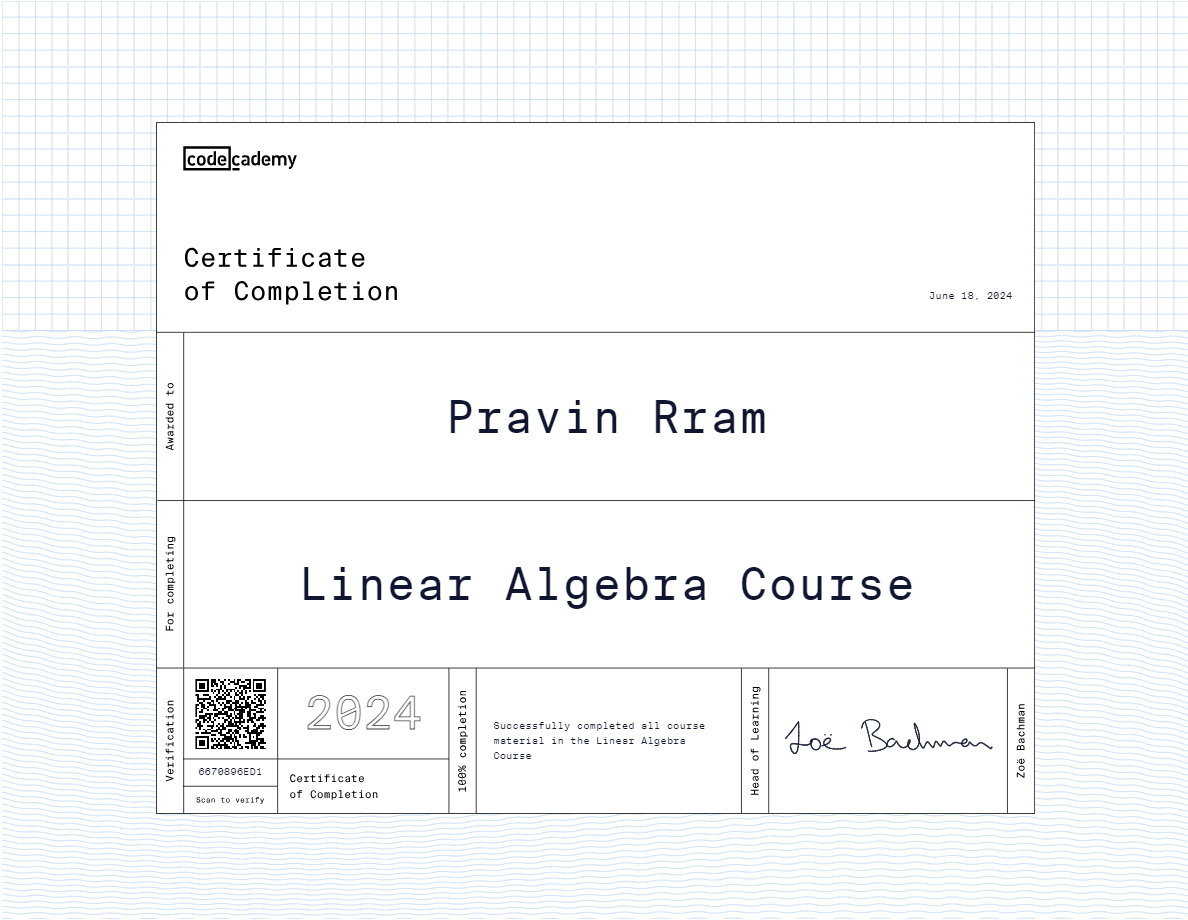 codecademy
Certificate
of Completion
June 18, 2024
Awarded to
Pravin Rram
For completing
Linear Algebra Course
Verification
6670896ED1
Scan to verify
2024
Certificate
of Completion
100% completion
Successfully completed all course
material in the Linear Algebra
Course
Head of Learning
Zoë Bachman
Zoë Bachman